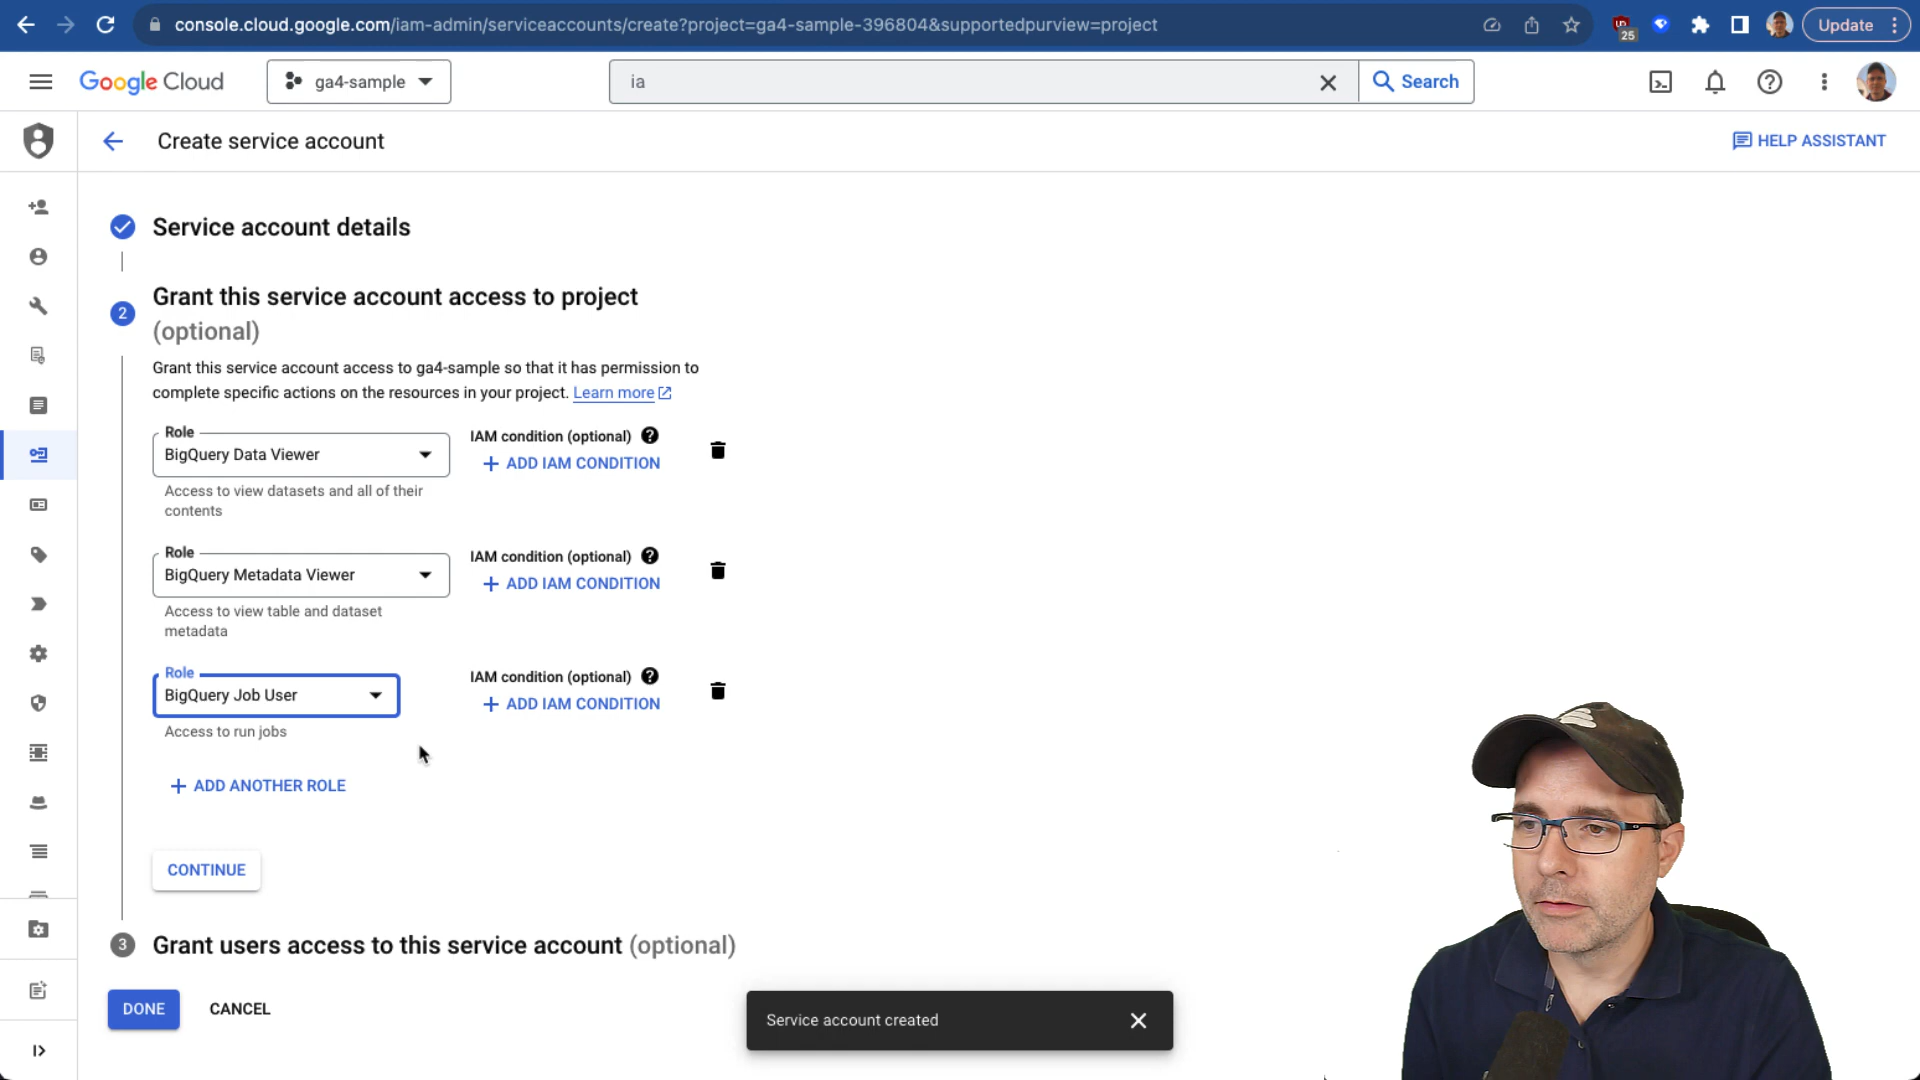 console.cloud.google.com/iam-admin/serviceaccounts/create?project=ga4-sample-396804&supportedpurview=project
25
Update
Google Cloud
ga4-sample
ia
Search
Create service account
HELP ASSISTANT
Service account details
2
Grant this service account access to project
(optional)
Grant this service account access to ga4-sample so that it has permission to
complete specific actions on the resources in your project. Learn more
Role
BigQuery Data Viewer
IAM condition (optional)
+ ADD IAM CONDITION
Access to view datasets and all of their
contents
Role
BigQuery Metadata Viewer
IAM condition (optional)
+ ADD IAM CONDITION
Access to view table and dataset
metadata
Role
BigQuery Job User
IAM condition (optional)
+ ADD IAM CONDITION
Access to run jobs
+ ADD ANOTHER ROLE
CONTINUE
3
Grant users access to this service account (optional)
DONE
CANCEL
Service account created